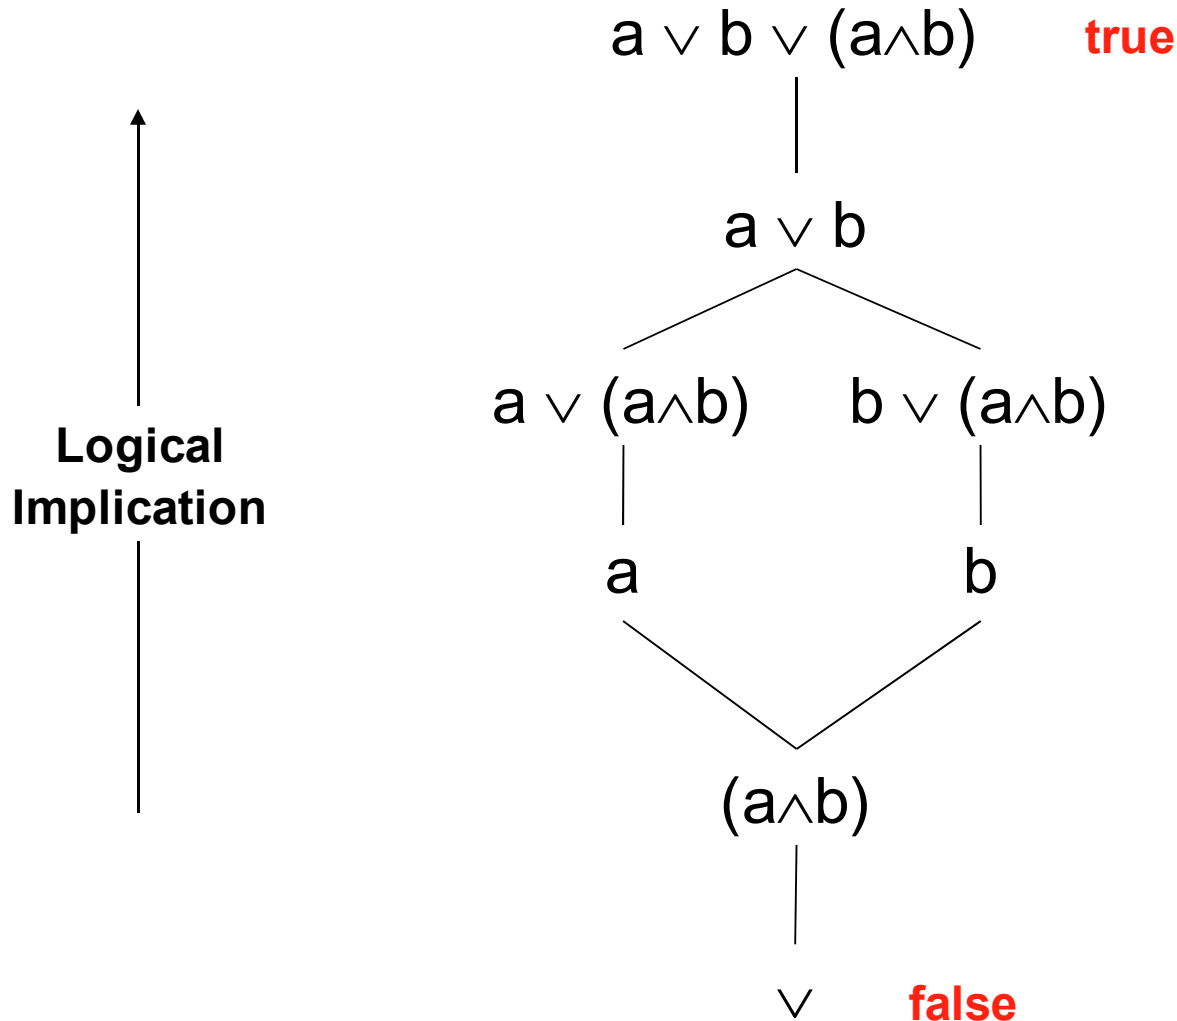 a ∨ b ∨ (a∧b) true
a ∨ b
a ∨ (a∧b) b ∨ (a∧b)
Logical
Implication
a b
(a∧b)
∨ false